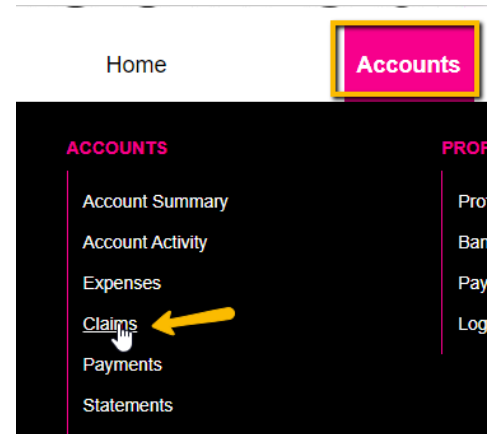 Home
Accounts
ACCOUNTS
Account Summary
Account Activity
Expenses
Claims
Payments
Statements